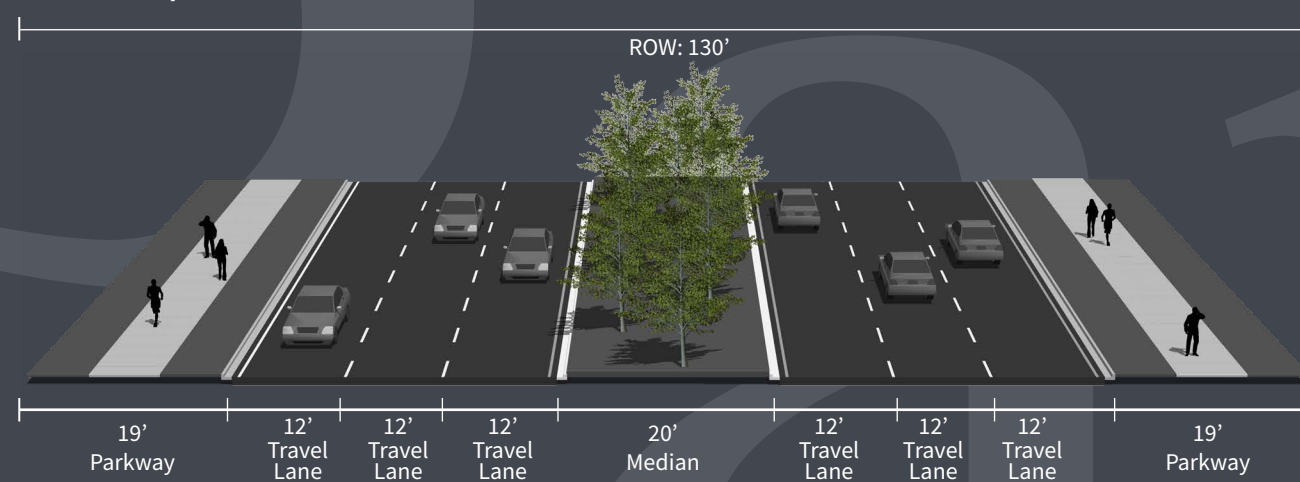 ROW: 130’
19’
Parkway
12’
Travel
Lane
12’
Travel
Lane
12’
Travel
Lane
20’
Median
12’
Travel
Lane
12’
Travel
Lane
12’
Travel
Lane
19’
Parkway